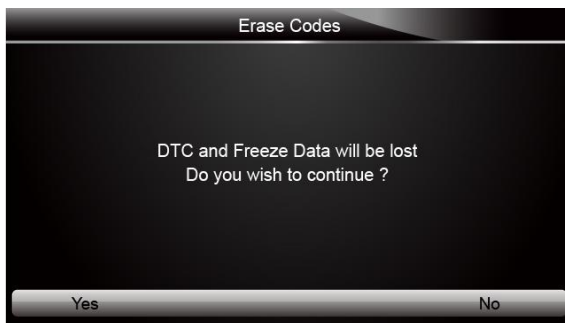 Erase Codes
DTC and Freeze Data will be lost
Do you wish to continue ?
Yes No